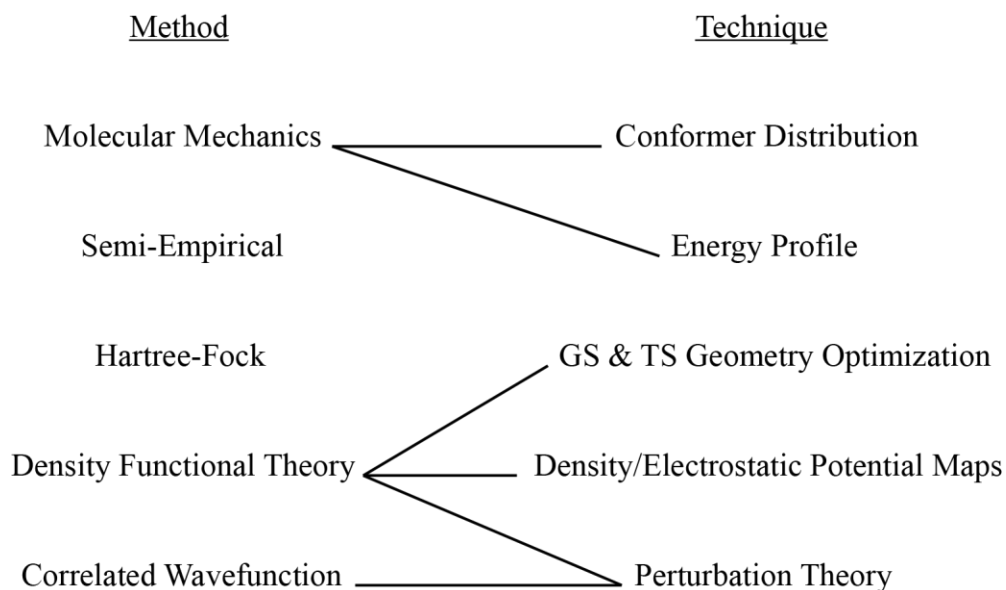 Method Technique
Molecular Mechanics Conformer Distribution
Semi-Empirical Energy Profile
Hartree-Fock GS & TS Geometry Optimization
Density Functional Theory Density/Electrostatic Potential Maps
Correlated Wavefunction Perturbation Theory